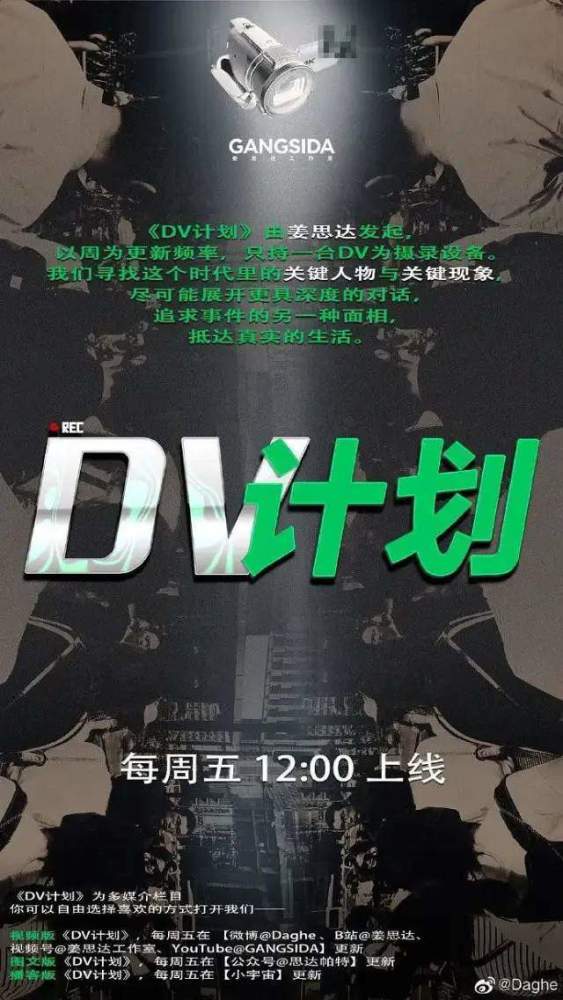 GANGSIDA
姜思达工作室
《DV计划》由姜思达发起，
以周为更新频率，只持一台DV为摄录设备。
我们寻找这个时代里的关键人物与关键现象，
尽可能展开更具深度的对话，
追求事件的另一种面相，
抵达真实的生活。
REC
DV计划
每周五 12:00 上线
《DV计划》为多媒介栏目
你可以自由选择喜欢的方式打开我们——
视频版《DV计划》，每周五在 【微博@Daghe 、B站@姜思达、
视频号@姜思达工作室、YouTube@GANGSIDA】更新
图文版《DV计划》，每周五在 【公众号@思达帕特】更新
播客版《DV计划》，每周五在 【小宇宙】更新
@Daghe